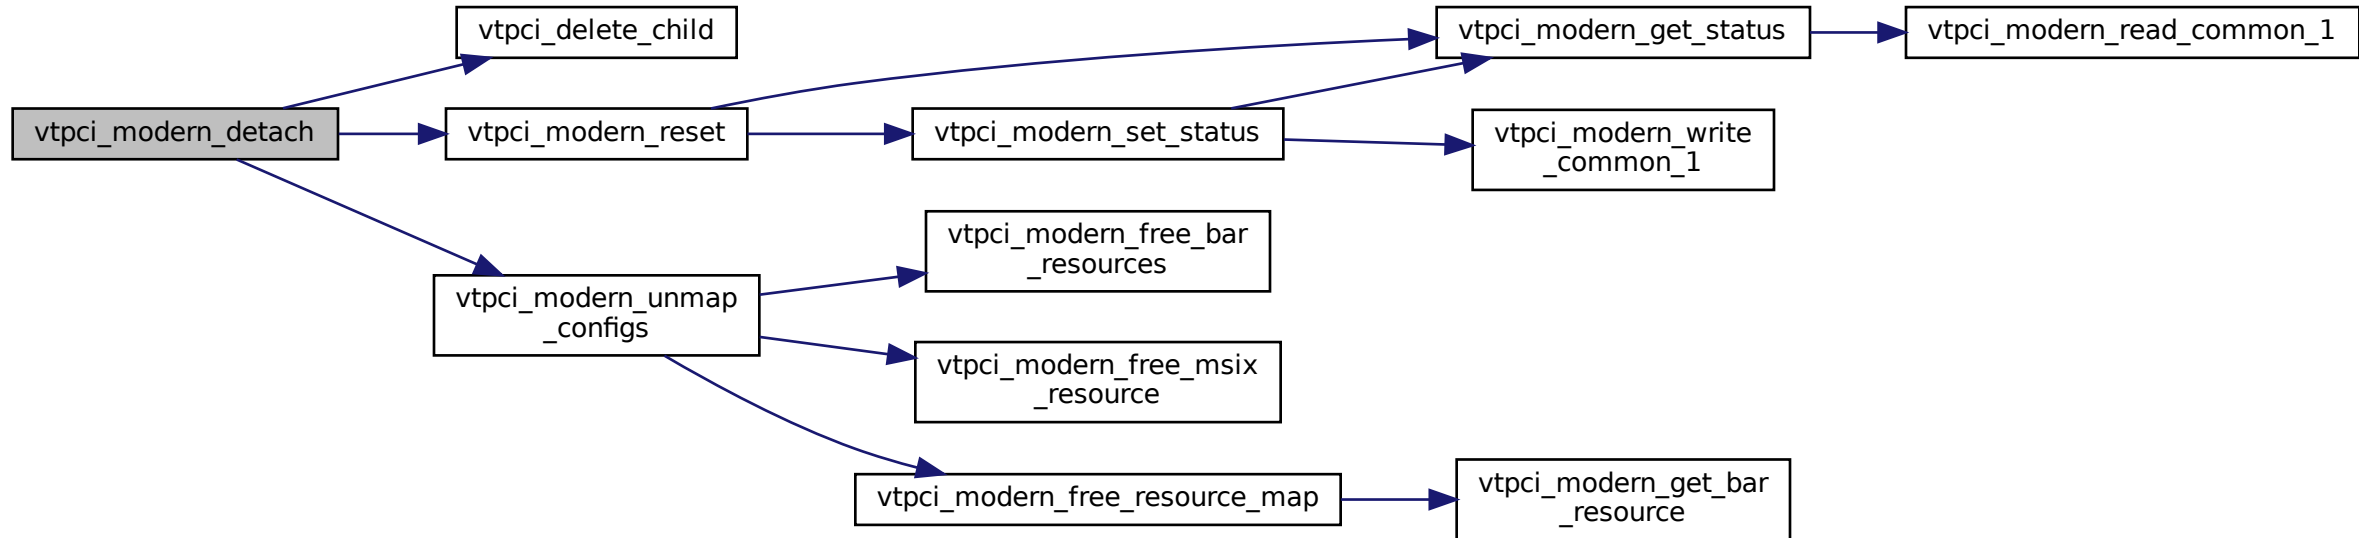 vtpci_modern_detach
vtpci_delete_child
vtpci_modern_reset
vtpci_modern_get_status
vtpci_modern_read_common_1
vtpci_modern_set_status
vtpci_modern_write
_common_1
vtpci_modern_unmap
_configs
vtpci_modern_free_bar
_resources
vtpci_modern_free_msix
_resource
vtpci_modern_free_resource_map
vtpci_modern_get_bar
_resource